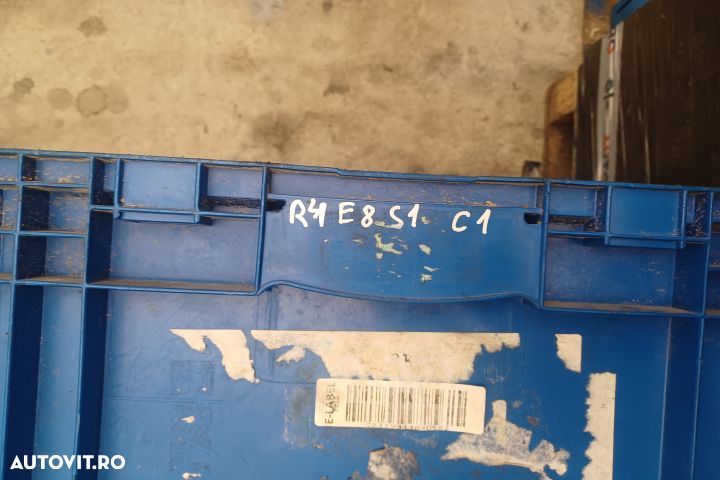 R4 E8 S1 C1
E-LABEL
AUTOVIT.RO